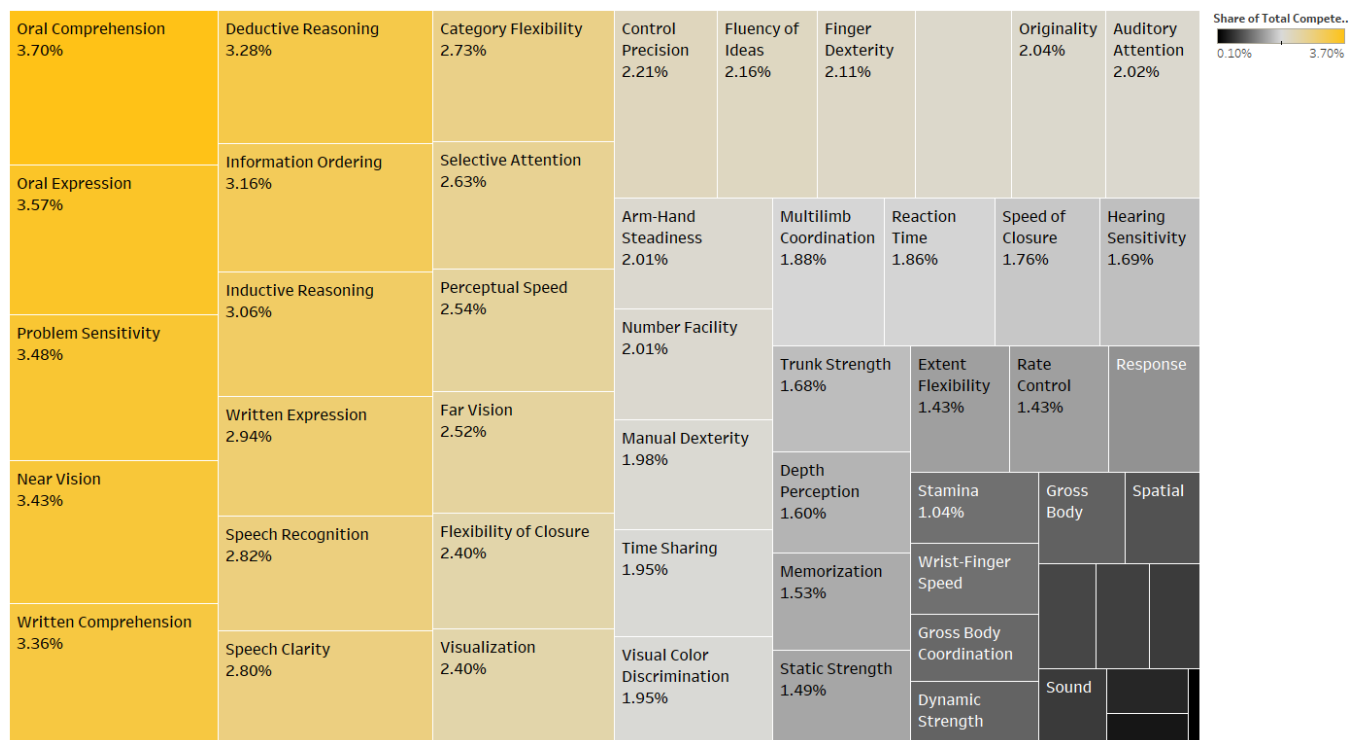 Oral Comprehension
3.70%
Oral Expression
3.57%
Problem Sensitivity
3.48%
Near Vision
3.43%
Written Comprehension
3.36%
Deductive Reasoning
3.28%
Information Ordering
3.16%
Inductive Reasoning
3.06%
Written Expression
2.94%
Speech Recognition
2.82%
Speech Clarity
2.80%
Category Flexibility
2.73%
Selective Attention
2.63%
Perceptual Speed
2.54%
Far Vision
2.52%
Flexibility of Closure
2.40%
Visualization
2.40%
Control
Precision
2.21%
Fluency of
Ideas
2.16%
Finger
Dexterity
2.11%
Originality
2.04%
Auditory
Attention
2.02%
Arm-Hand
Steadiness
2.01%
Number Facility
2.01%
Manual Dexterity
1.98%
Time Sharing
1.95%
Visual Color
Discrimination
1.95%
Multilimb
Coordination
1.88%
Reaction
Time
1.86%
Speed of
Closure
1.76%
Hearing
Sensitivity
1.69%
Trunk Strength
1.68%
Depth
Perception
1.60%
Memorization
1.53%
Static Strength
1.49%
Extent
Flexibility
1.43%
Rate
Control
1.43%
Response
Stamina
1.04%
Wrist-Finger
Speed
Gross Body
Coordination
Dynamic
Strength
Gross
Body
Spatial
Sound
Share of Total Compete..
0.10%
3.70%